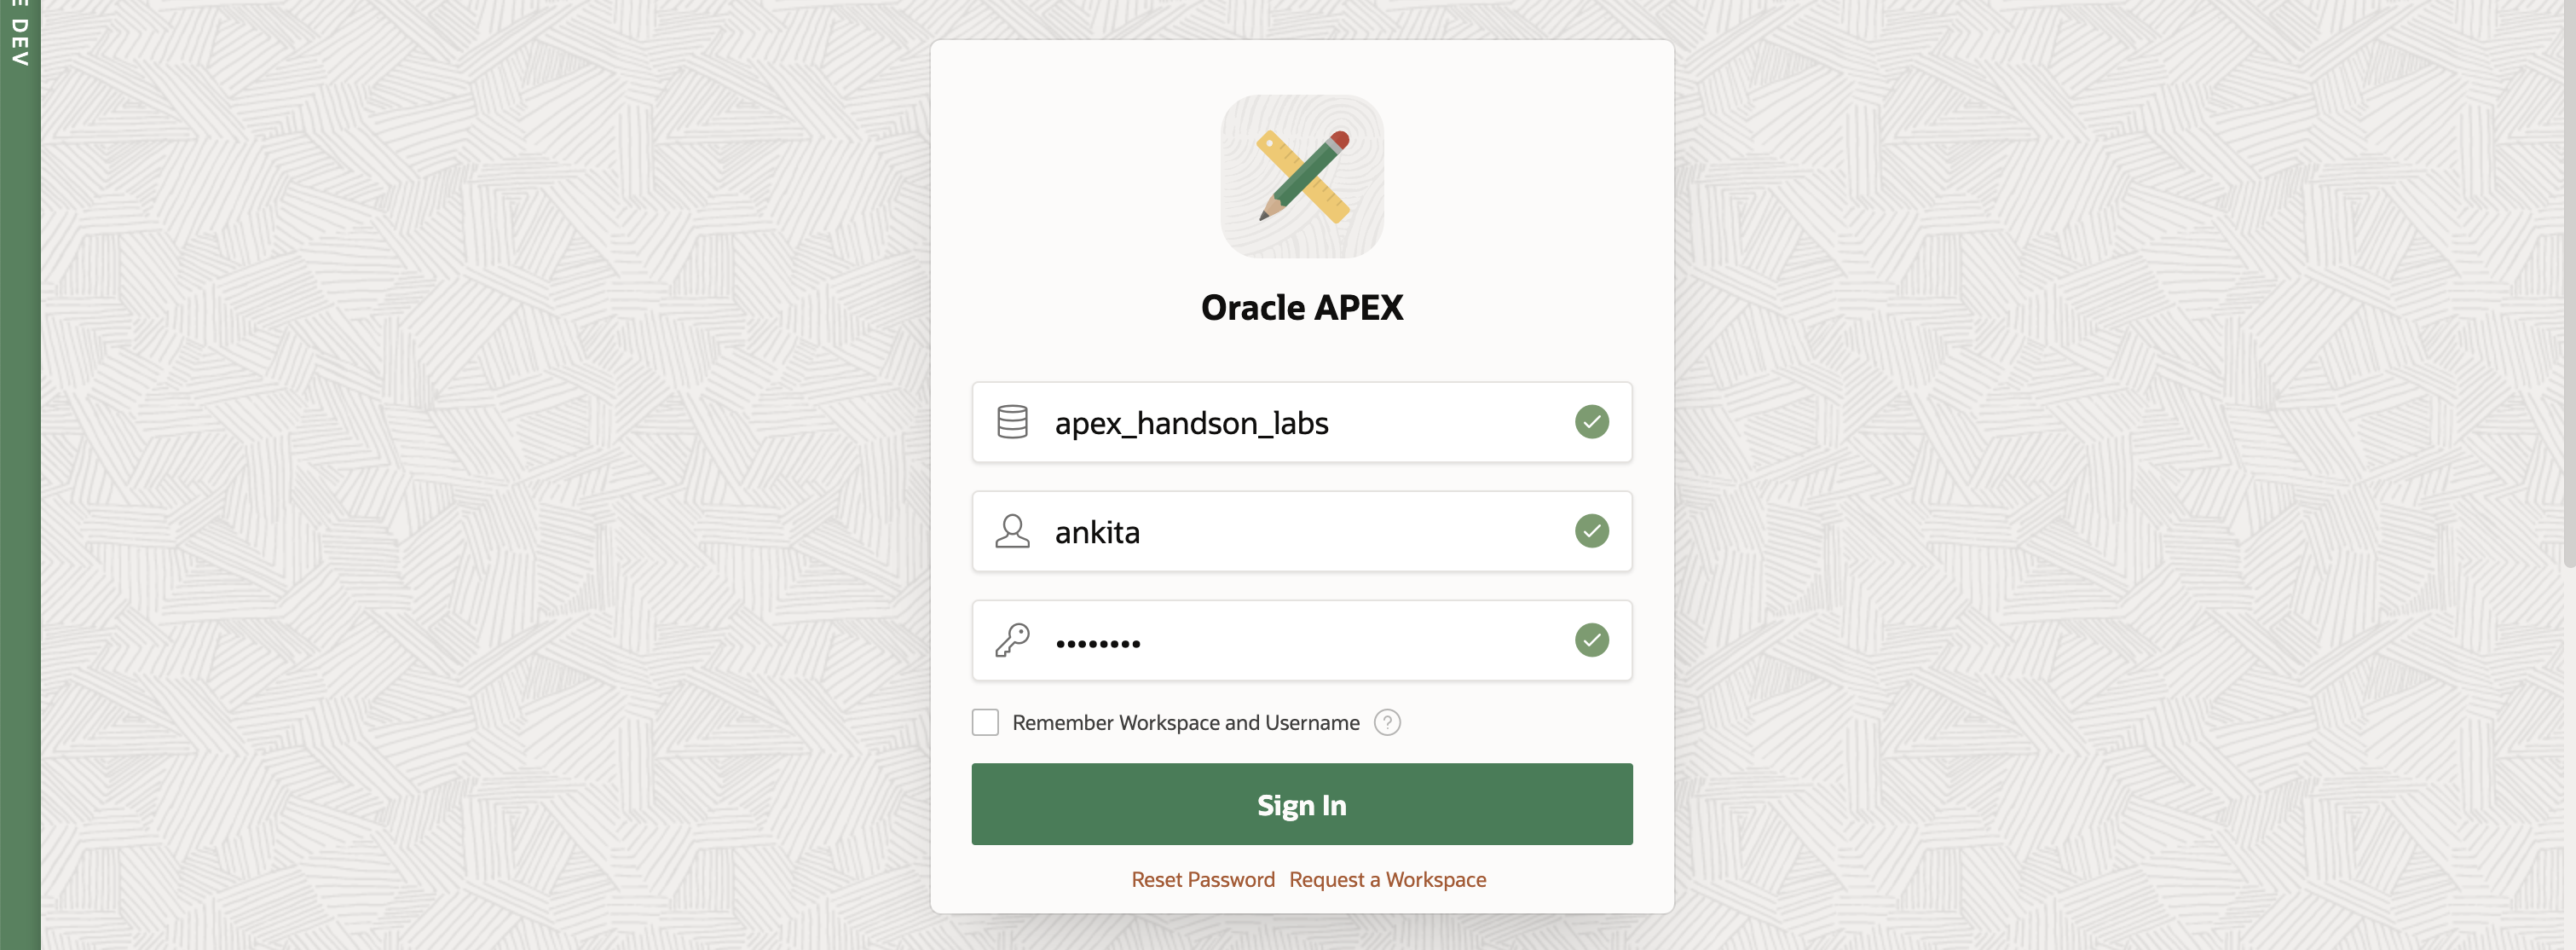 DEV
Oracle APEX
apex_handson_labs
ankita
••••••••
Remember Workspace and Username ?
Sign In
Reset Password Request a Workspace